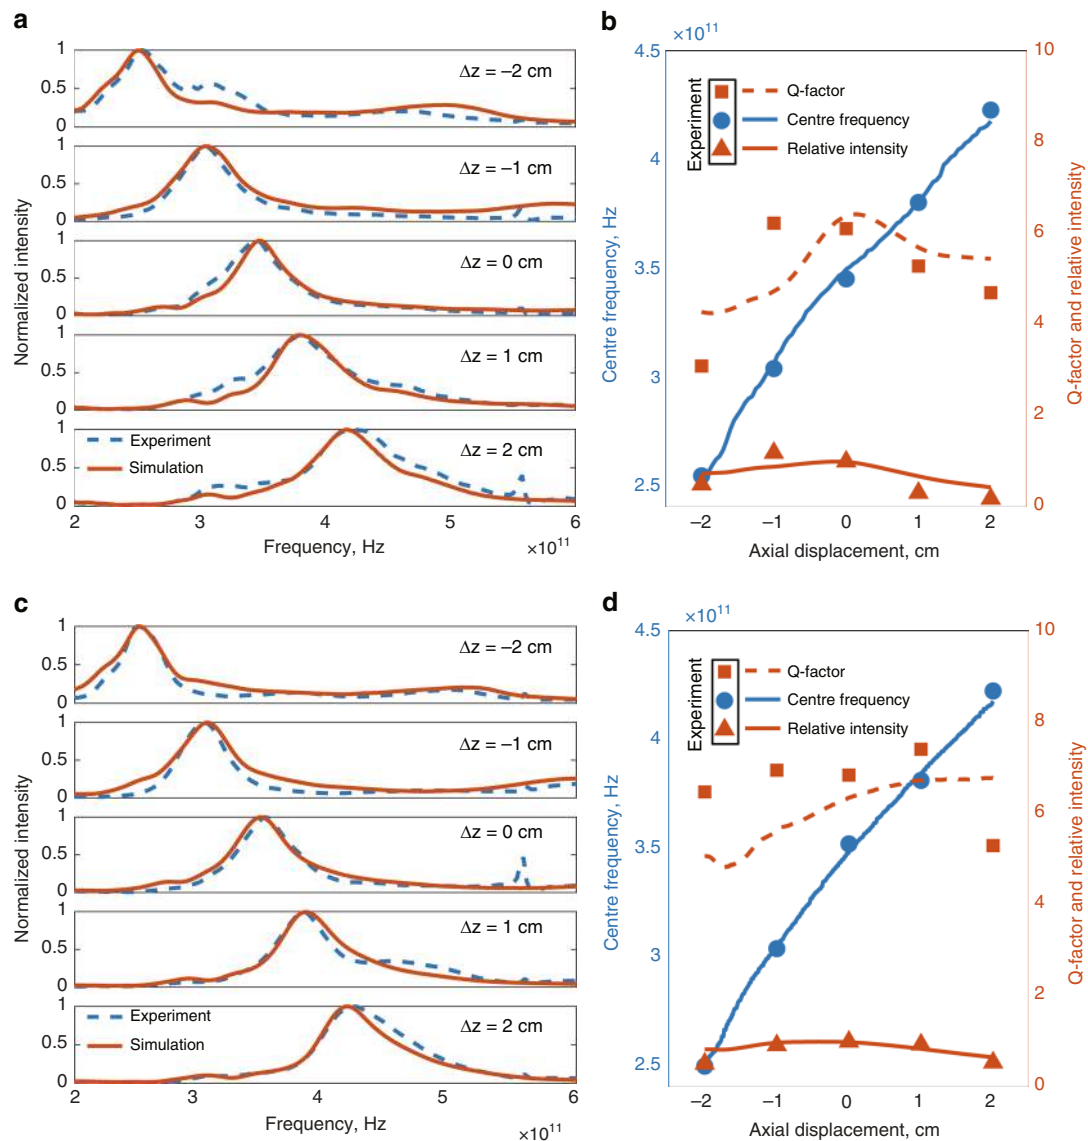 a
Normalized intensity
1
0.5
0
Δz = –2 cm
1
0.5
0
Δz = –1 cm
1
0.5
0
Δz = 0 cm
1
0.5
0
Δz = 1 cm
1
0.5
0
Experiment
Simulation
Δz = 2 cm
2 3 4 5 6
Frequency, Hz
×10¹¹
b
×10¹¹
Centre frequency, Hz
4.5
4
3.5
3
2.5
Experiment
Q-factor
Centre frequency
Relative intensity
10
8
6
4
2
0
Q-factor and relative intensity
–2 –1 0 1 2
Axial displacement, cm
c
Normalized intensity
1
0.5
0
Δz = –2 cm
1
0.5
0
Δz = –1 cm
1
0.5
0
Δz = 0 cm
1
0.5
0
Δz = 1 cm
1
0.5
0
Experiment
Simulation
Δz = 2 cm
2 3 4 5 6
Frequency, Hz
×10¹¹
d
×10¹¹
Centre frequency, Hz
4.5
4
3.5
3
2.5
Experiment
Q-factor
Centre frequency
Relative intensity
10
8
6
4
2
0
Q-factor and relative intensity
–2 –1 0 1 2
Axial displacement, cm